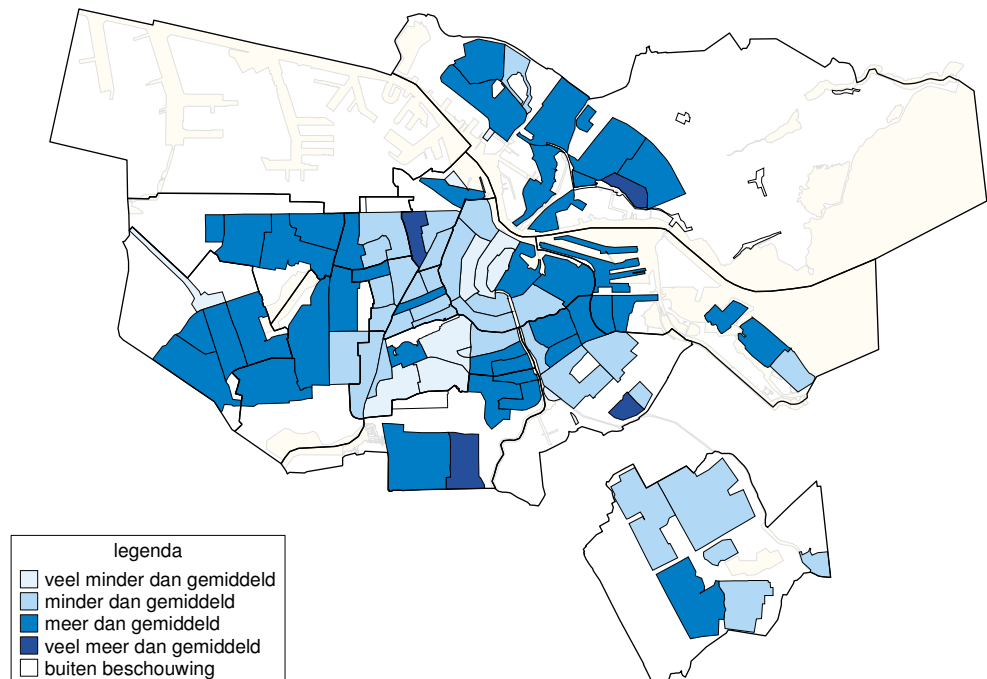 legenda
veel minder dan gemiddeld
minder dan gemiddeld
meer dan gemiddeld
veel meer dan gemiddeld
buiten beschouwing